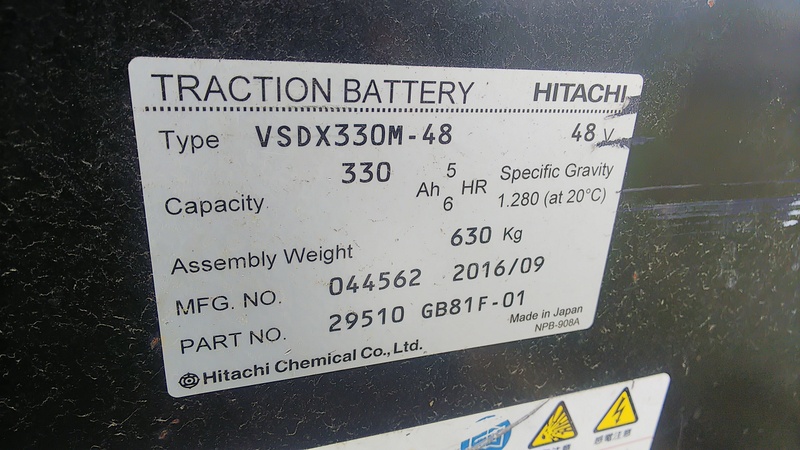 TRACTION BATTERY HITACHI
Type VSDX330M-48 48 V
Capacity 330 Ah 5 HR Specific Gravity
6 1.280 (at 20°C)
Assembly Weight 630 Kg
MFG. NO. 044562 2016/09
PART NO. 29510 GB81F-01
Made in Japan
NPB-908A
Hitachi Chemical Co., Ltd.